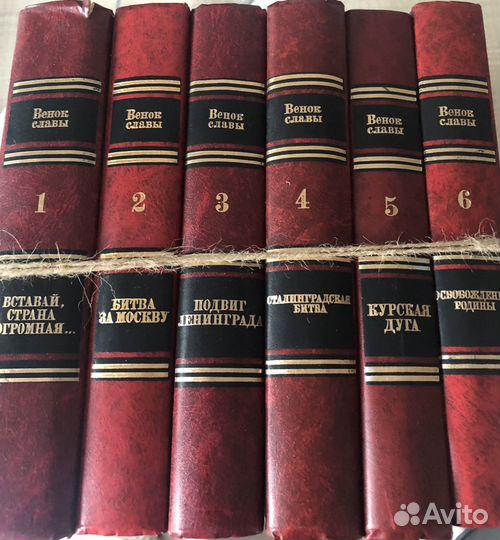 Венок
славы
1
ВСТАВАЙ,
СТРАНА
ОГРОМНАЯ...
Венок
славы
2
БИТВА
ЗА МОСКВУ
Венок
славы
3
ПОДВИГ
ЛЕНИНГРАДА
Венок
славы
4
СТАЛИНГРАДСКАЯ
БИТВА
Венок
славы
5
КУРСКАЯ
ДУГА
Венок
славы
6
ОСВОБОЖДЕН
РОДИНЫ
Avito